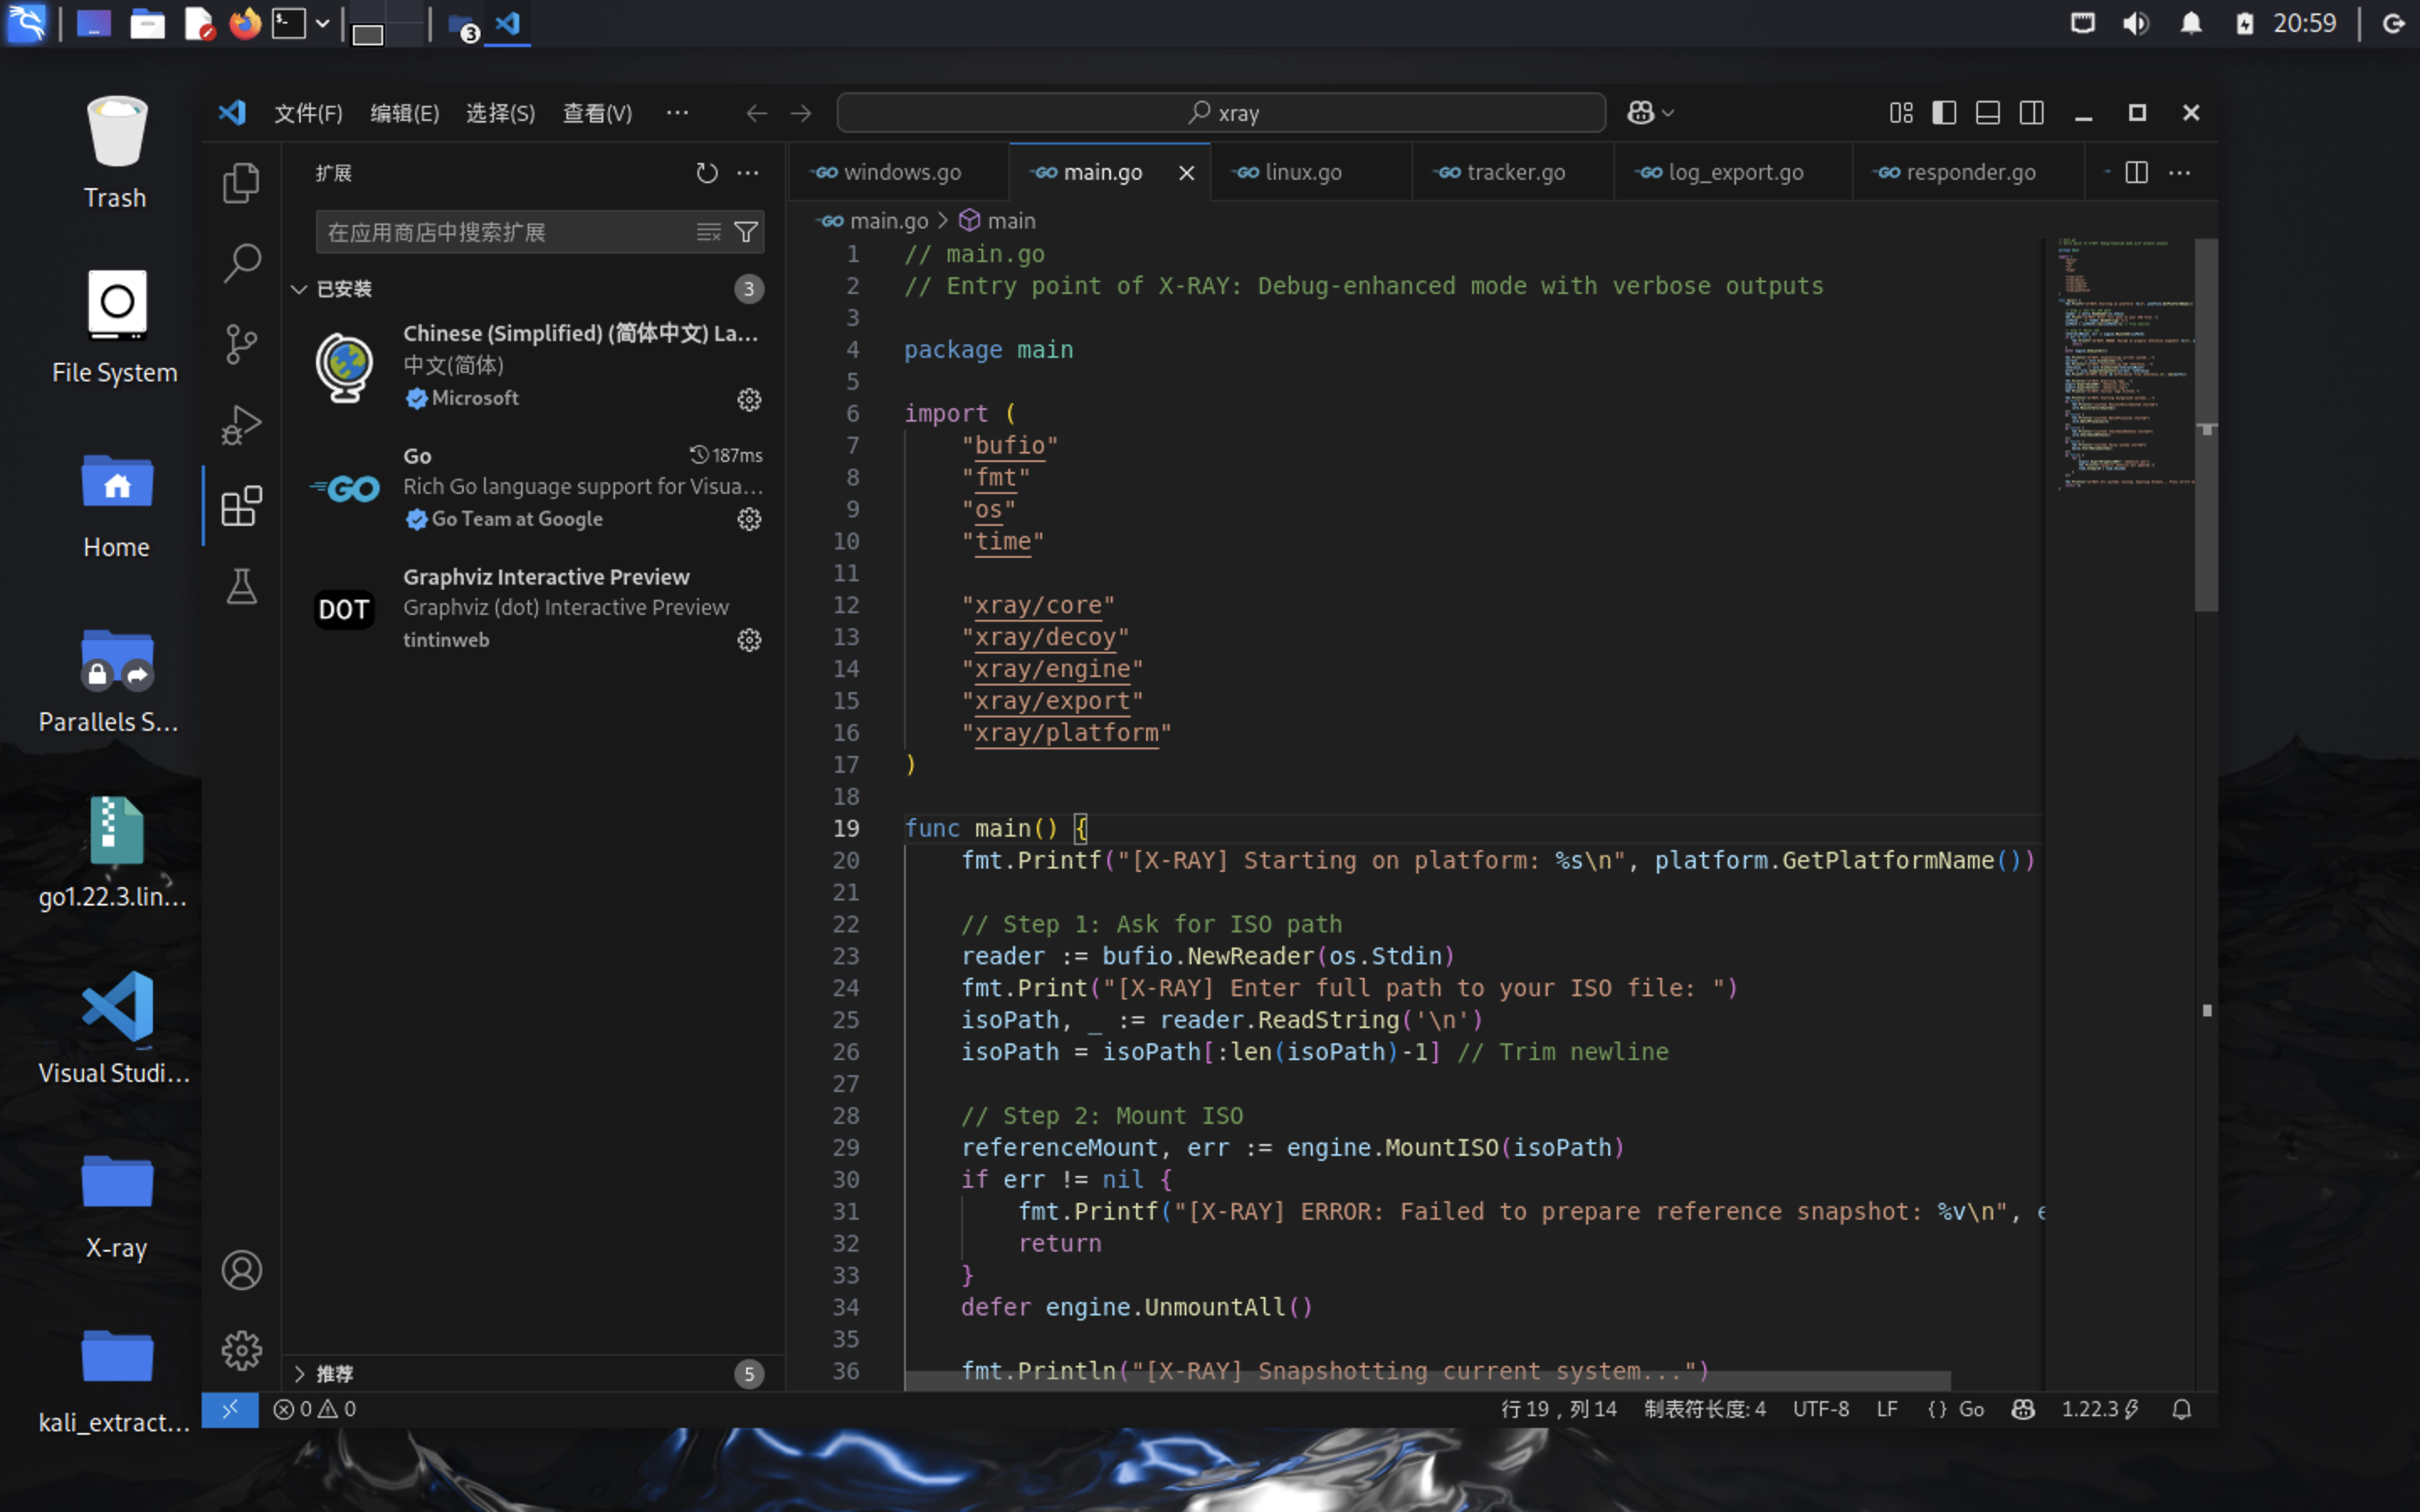 3
20:59
Trash
File System
Home
Parallels S...
go1.22.3.lin...
Visual Studi...
X-ray
kali_extract...
文件(F) 编辑(E) 选择(S) 查看(V) ···
xray
扩展
在应用商店中搜索扩展
已安装 3
Chinese (Simplified) (简体中文) La...
中文(简体)
Microsoft
GO
Go 187ms
Rich Go language support for Visua...
Go Team at Google
DOT
Graphviz Interactive Preview
Graphviz (dot) Interactive Preview
tintinweb
推荐 5
windows.go main.go linux.go tracker.go log_export.go responder.go
main.go > main
1 // main.go
2 // Entry point of X-RAY: Debug-enhanced mode with verbose outputs
3
4 package main
5
6 import (
7 "bufio"
8 "fmt"
9 "os"
10 "time"
11
12 "xray/core"
13 "xray/decoy"
14 "xray/engine"
15 "xray/export"
16 "xray/platform"
17 )
18
19 func main() {
20 fmt.Printf("[X-RAY] Starting on platform: %s\n", platform.GetPlatformName())
21
22 // Step 1: Ask for ISO path
23 reader := bufio.NewReader(os.Stdin)
24 fmt.Print("[X-RAY] Enter full path to your ISO file: ")
25 isoPath, _ := reader.ReadString('\n')
26 isoPath = isoPath[:len(isoPath)-1] // Trim newline
27
28 // Step 2: Mount ISO
29 referenceMount, err := engine.MountISO(isoPath)
30 if err != nil {
31 fmt.Printf("[X-RAY] ERROR: Failed to prepare reference snapshot: %v\n", e
32 return
33 }
34 defer engine.UnmountAll()
35
36 fmt.Println("[X-RAY] Snapshotting current system...")
0 0 行 19，列 14 制表符长度: 4 UTF-8 LF {} Go 1.22.3